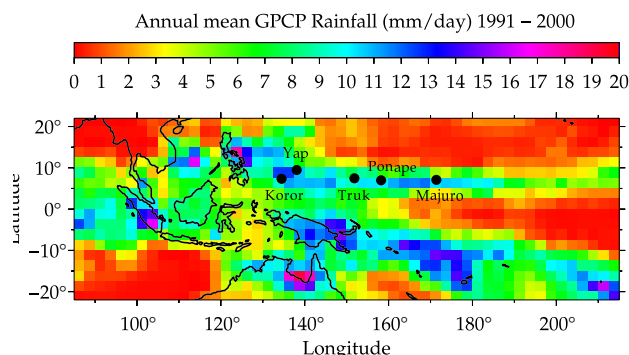 Annual mean GPCP Rainfall (mm/day) 1991 − 2000
0 1 2 3 4 5 6 7 8 9 10 11 12 13 14 15 16 17 18 19 20
20°
10°
0°
−10°
−20°
Latitude
Yap
Ponape
Koror
Truk
Majuro
100° 120° 140° 160° 180° 200°
Longitude